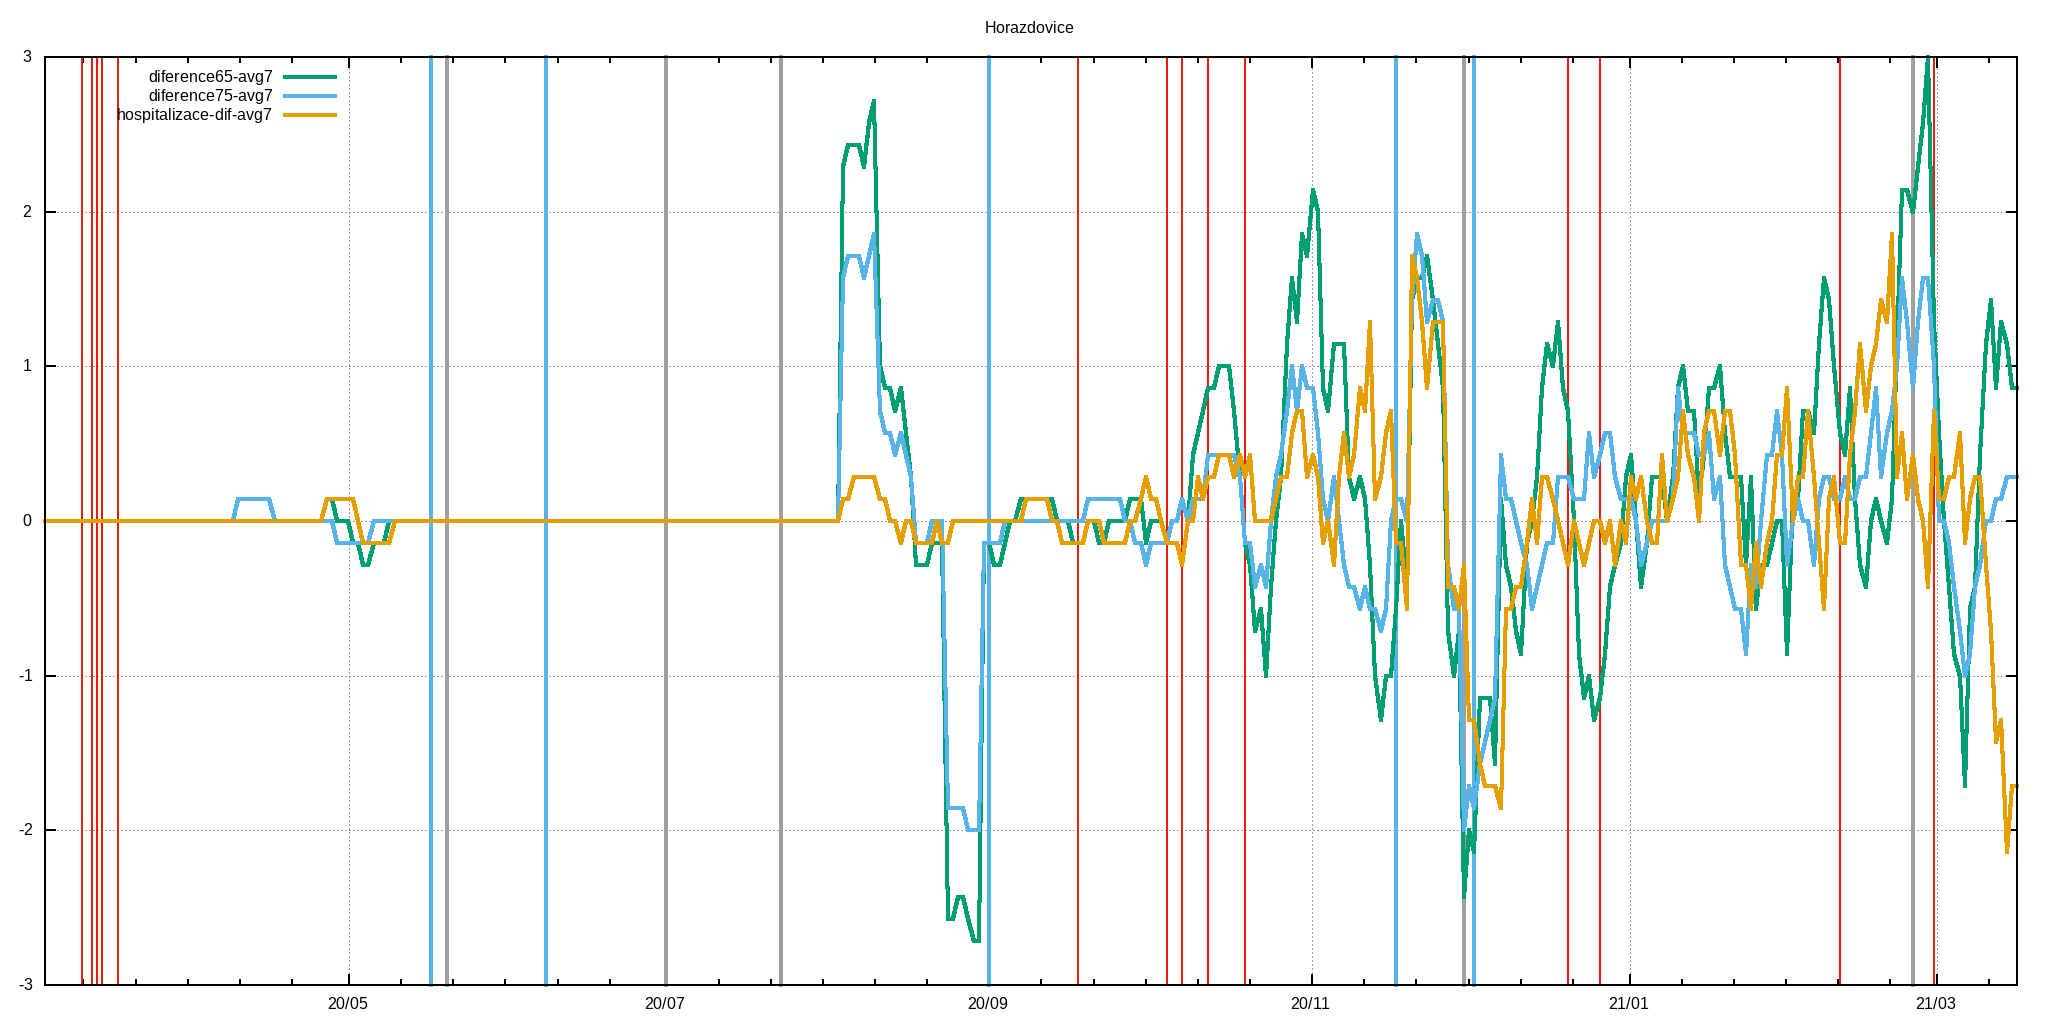 Horazdovice
3
diference65-avg7
diference75-avg7
hospitalizace-dif-avg7
2
1
0
-1
-2
-3
20/05 20/07 20/09 20/11 21/01 21/03